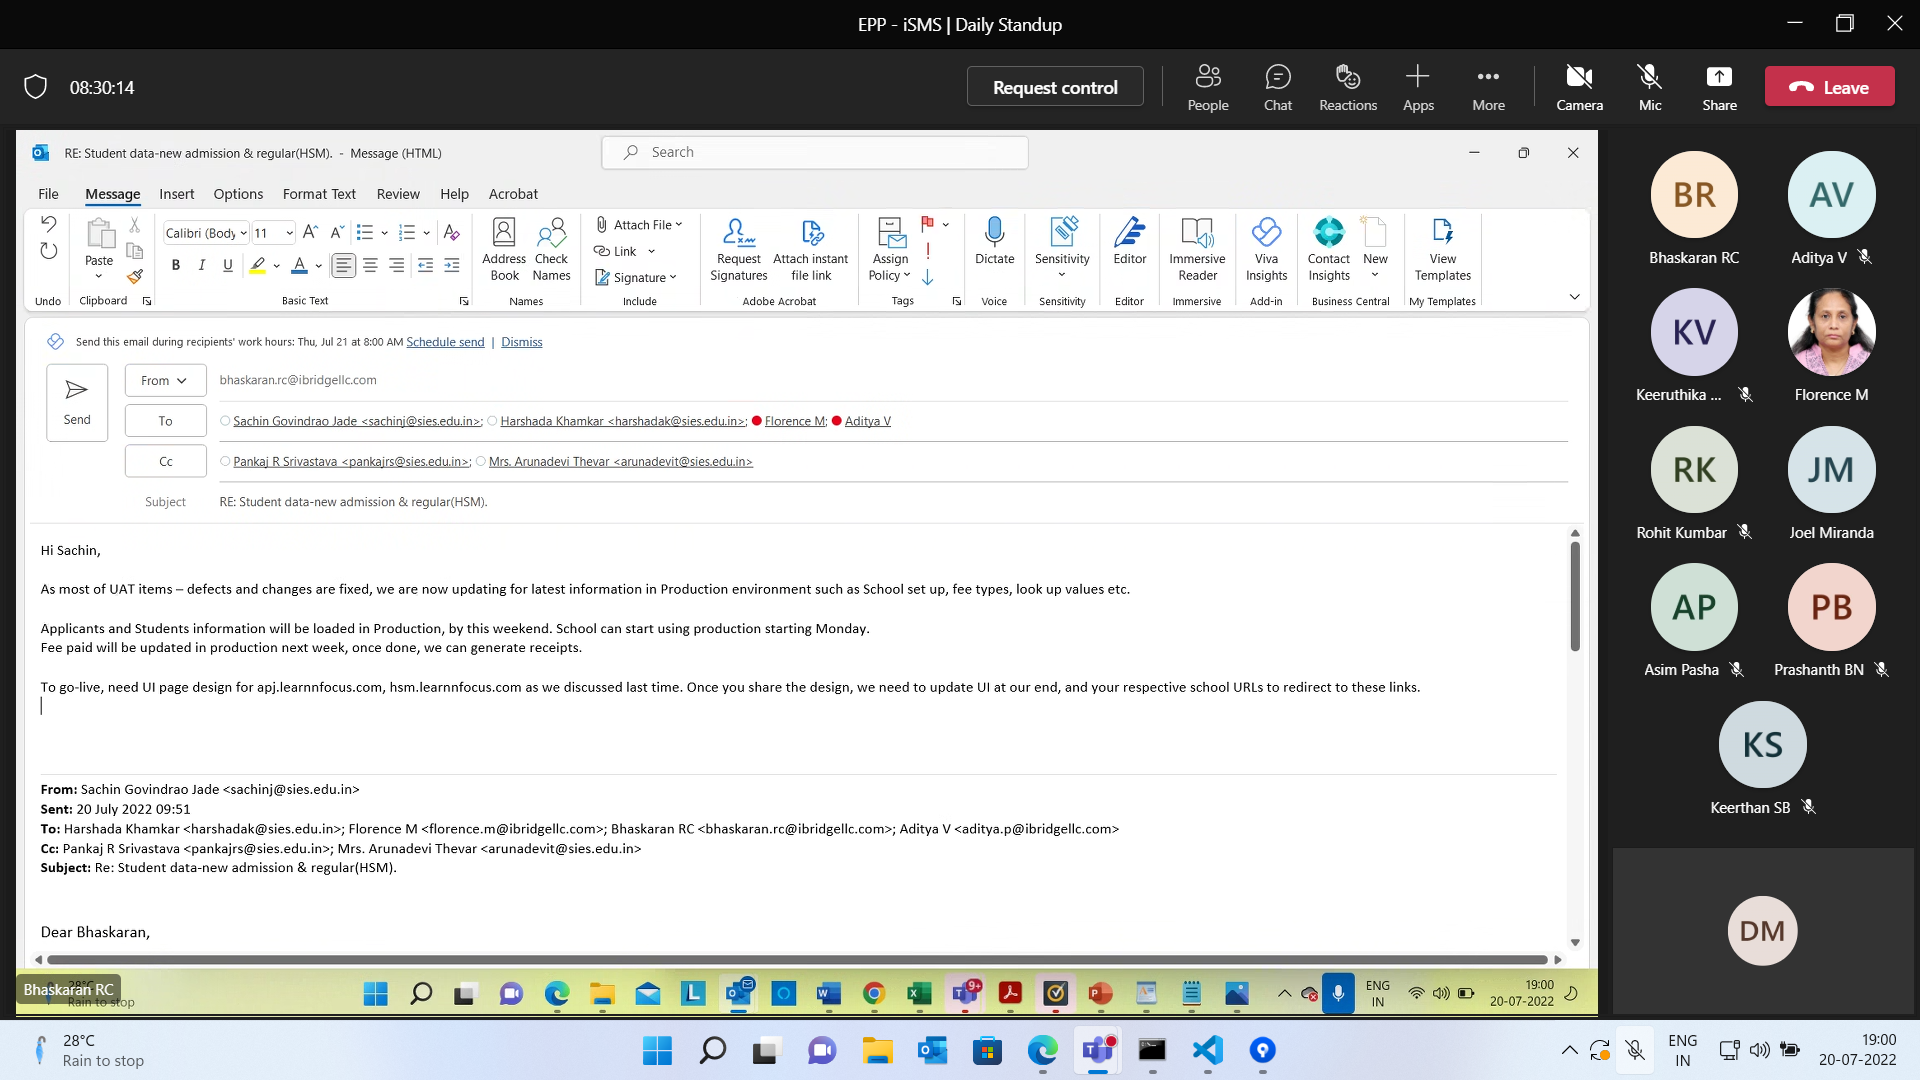 EPP - iSMS | Daily Standup
08:30:14
Request control
People
Chat
Reactions
Apps
More
Camera
Mic
Share
Leave
RE: Student data-new admission & regular(HSM). - Message (HTML)
Search
File Message Insert Options Format Text Review Help Acrobat
Calibri (Body 11
Attach File
Link
Signature
Paste
B I U
Address Book
Check Names
Request Signatures
Attach instant file link
Assign Policy
Dictate
Sensitivity
Editor
Immersive Reader
Viva Insights
Contact Insights
New
View Templates
Undo Clipboard Basic Text Names Include Adobe Acrobat Tags Voice Sensitivity Editor Immersive Add-in Business Central My Templates
Send this email during recipients' work hours: Thu, Jul 21 at 8:00 AM Schedule send | Dismiss
Send
From bhaskaran.rc@ibridgellc.com
To Sachin Govindrao Jade <sachinj@sies.edu.in>; Harshada Khamkar <harshadak@sies.edu.in>; Florence M; Aditya V
Cc Pankaj R Srivastava <pankajrs@sies.edu.in>; Mrs. Arunadevi Thevar <arunadevit@sies.edu.in>
Subject RE: Student data-new admission & regular(HSM).
Hi Sachin,
As most of UAT items – defects and changes are fixed, we are now updating for latest information in Production environment such as School set up, fee types, look up values etc.
Applicants and Students information will be loaded in Production, by this weekend. School can start using production starting Monday.
Fee paid will be updated in production next week, once done, we can generate receipts.
To go-live, need UI page design for apj.learnnfocus.com, hsm.learnnfocus.com as we discussed last time. Once you share the design, we need to update UI at our end, and your respective school URLs to redirect to these links.
From: Sachin Govindrao Jade <sachinj@sies.edu.in>
Sent: 20 July 2022 09:51
To: Harshada Khamkar <harshadak@sies.edu.in>; Florence M <florence.m@ibridgellc.com>; Bhaskaran RC <bhaskaran.rc@ibridgellc.com>; Aditya V <aditya.p@ibridgellc.com>
Cc: Pankaj R Srivastava <pankajrs@sies.edu.in>; Mrs. Arunadevi Thevar <arunadevit@sies.edu.in>
Subject: Re: Student data-new admission & regular(HSM).
Dear Bhaskaran,
BR
Bhaskaran RC
AV
Aditya V
KV
Keeruthika ...
Florence M
RK
Rohit Kumbar
JM
Joel Miranda
AP
Asim Pasha
PB
Prashanth BN
KS
Keerthan SB
DM
Bhaskaran RC
28°C
Rain to stop
9+
ENG
IN
19:00
20-07-2022
28°C
Rain to stop
ENG
IN
19:00
20-07-2022